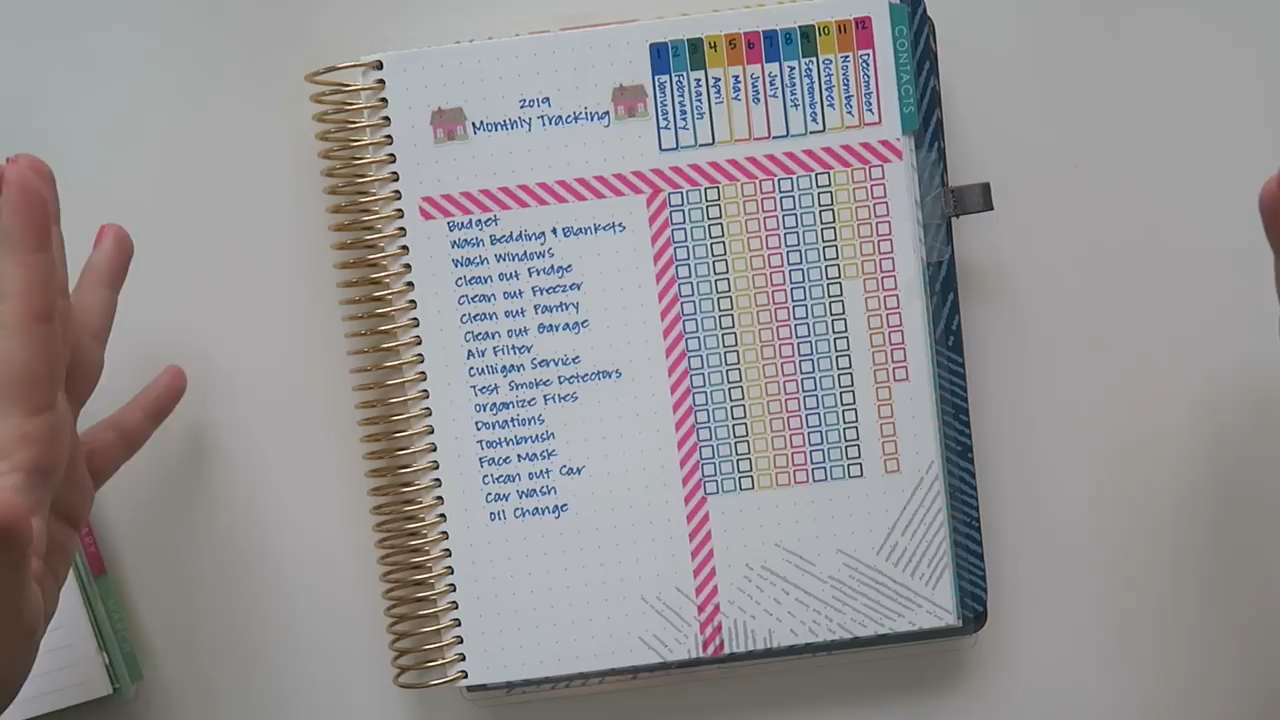 CONTACTS
1 2 3 4 5 6 7 8 9 10 11 12
January February March April May June July August September October November December
2019
Monthly Tracking
Budget
Wash Bedding & Blankets
Wash Windows
Clean out Fridge
Clean out Freezer
Clean out Pantry
Clean out Garage
Air Filter
Culligan Service
Test Smoke Detectors
Organize Files
Donations
Toothbrush
Face Mask
Clean out Car
Car Wash
Oil Change